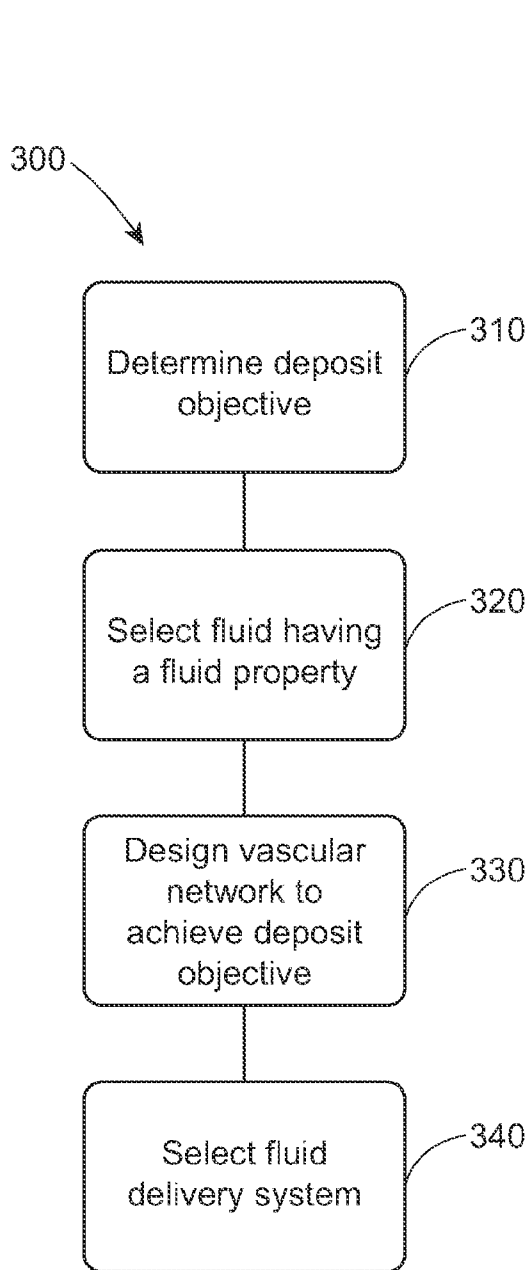 300
310
Determine deposit
objective
320
Select fluid having
a fluid property
330
Design vascular
network to
achieve deposit
objective
340
Select fluid
delivery system